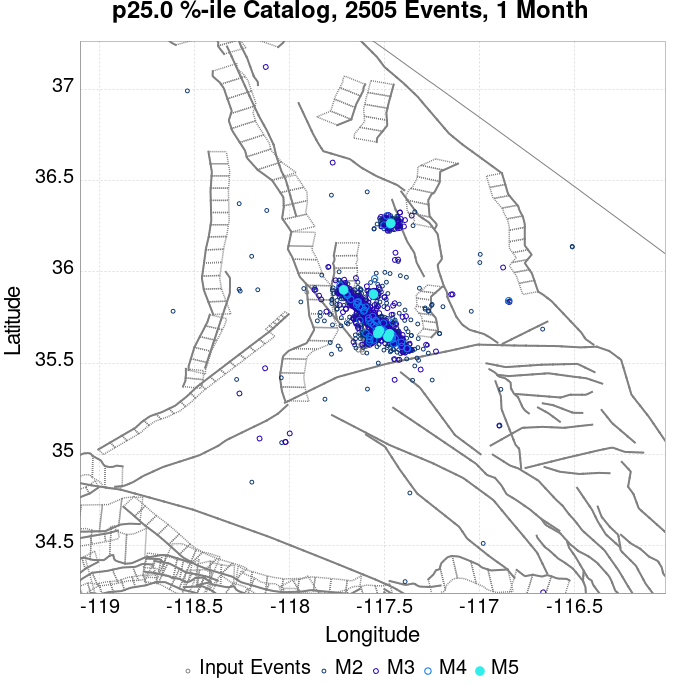 p25.0 %-ile Catalog, 2505 Events, 1 Month
37
36.5
36
35.5
35
34.5
Latitude
-119
-118.5
-118
-117.5
-117
-116.5
Longitude
Input Events
M2
M3
M4
M5